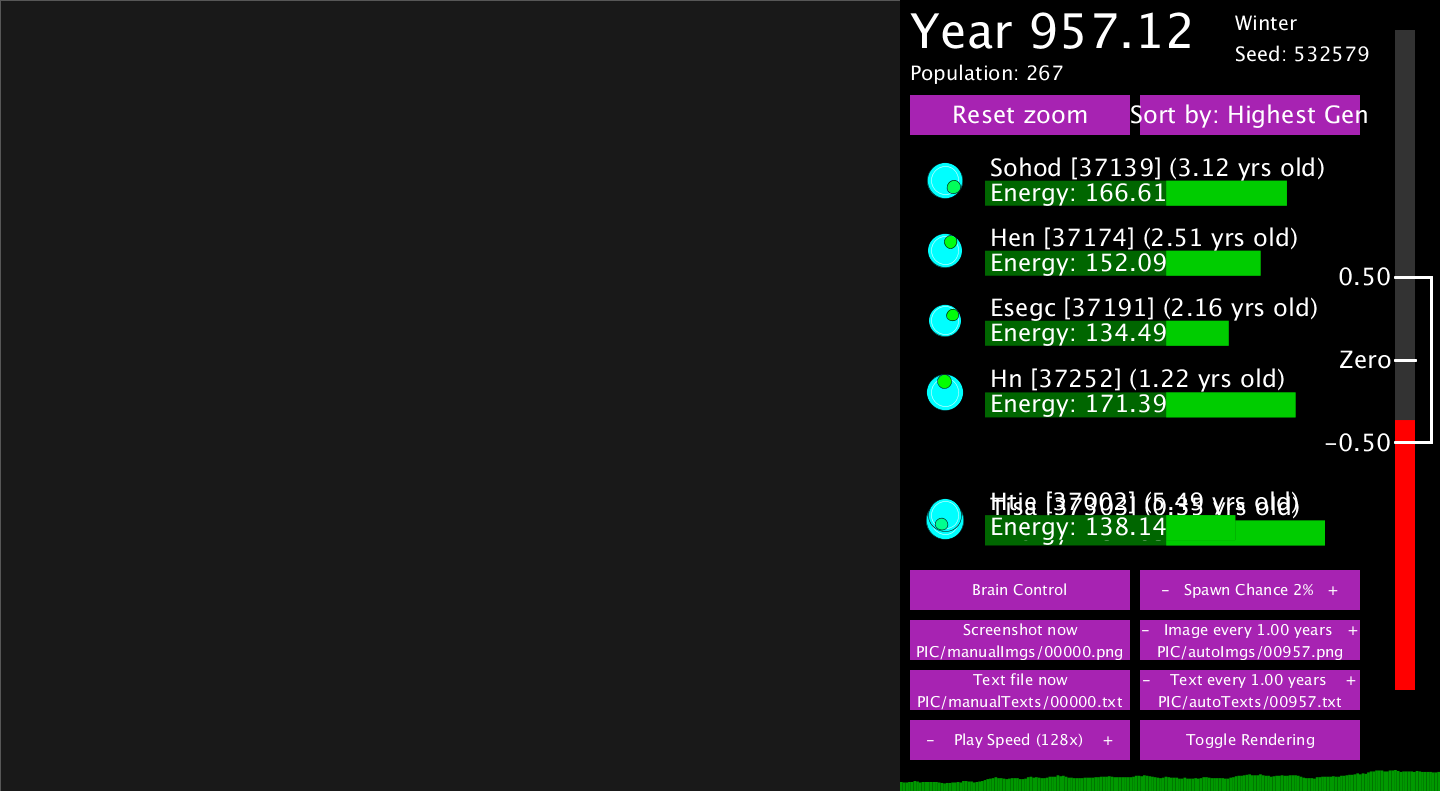 Year 957.12
Winter
Seed: 532579
Population: 267
Reset zoom
Sort by: Highest Gen
Sohod [37139] (3.12 yrs old)
Energy: 166.61
Hen [37174] (2.51 yrs old)
Energy: 152.09
Esegc [37191] (2.16 yrs old)
Energy: 134.49
Hn [37252] (1.22 yrs old)
Energy: 171.39
0.50
Zero
−0.50
yrs old)
Energy: 138.14
Brain Control
- Spawn Chance 2% +
Screenshot now
PIC/manualImgs/00000.png
- Image every 1.00 years +
PIC/autoImgs/00957.png
Text file now
PIC/manualTexts/00000.txt
- Text every 1.00 years +
PIC/autoTexts/00957.txt
- Play Speed (128x) +
Toggle Rendering